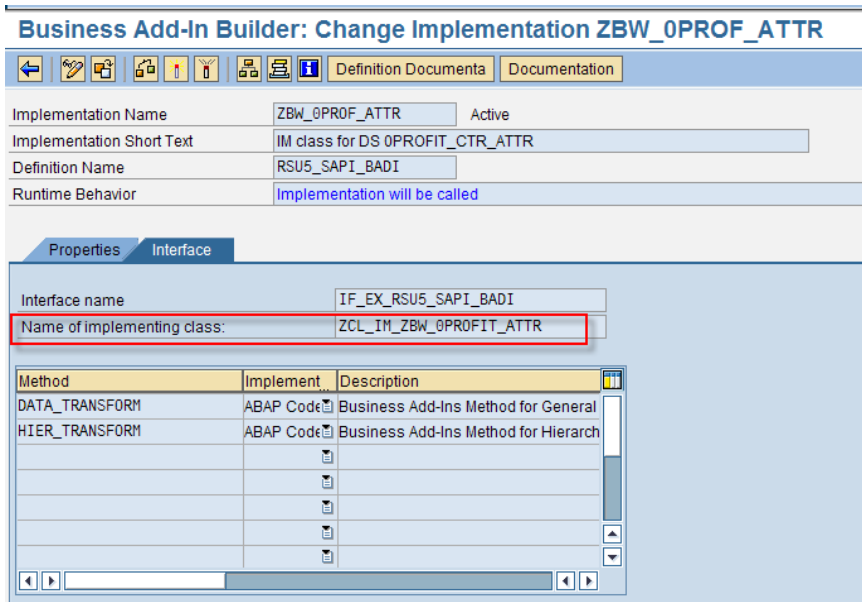 Business Add-In Builder: Change Implementation ZBW_0PROF_ATTR
Definition Documenta Documentation
Implementation Name ZBW_0PROF_ATTR Active
Implementation Short Text IM class for DS 0PROFIT_CTR_ATTR
Definition Name RSU5_SAPI_BADI
Runtime Behavior Implementation will be called
Properties Interface
Interface name IF_EX_RSU5_SAPI_BADI
Name of implementing class: ZCL_IM_ZBW_0PROFIT_ATTR
Method Implement... Description
DATA_TRANSFORM ABAP Code Business Add-Ins Method for General
HIER_TRANSFORM ABAP Code Business Add-Ins Method for Hierarch